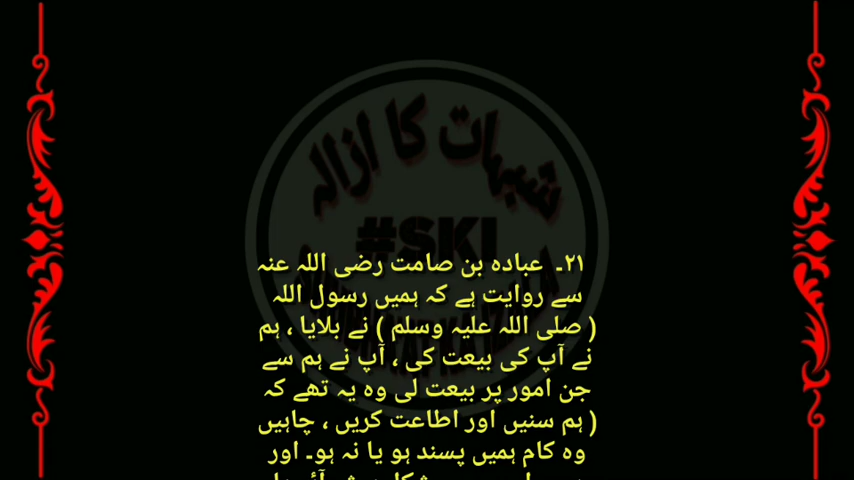 شبہات کا ازالہ
#SKI
۲۱۔ عبادہ بن صامت رضی اللہ عنہ
سے روایت ہے کہ ہمیں رسول اللہ
( صلی اللہ علیہ وسلم ) نے بلایا ، ہم
نے آپ کی بیعت کی ، آپ نے ہم سے
جن امور پر بیعت لی وہ یہ تھے کہ
( ہم سنیں اور اطاعت کریں ، چاہیں
وہ کام ہمیں پسند ہو یا نہ ہو۔ اور